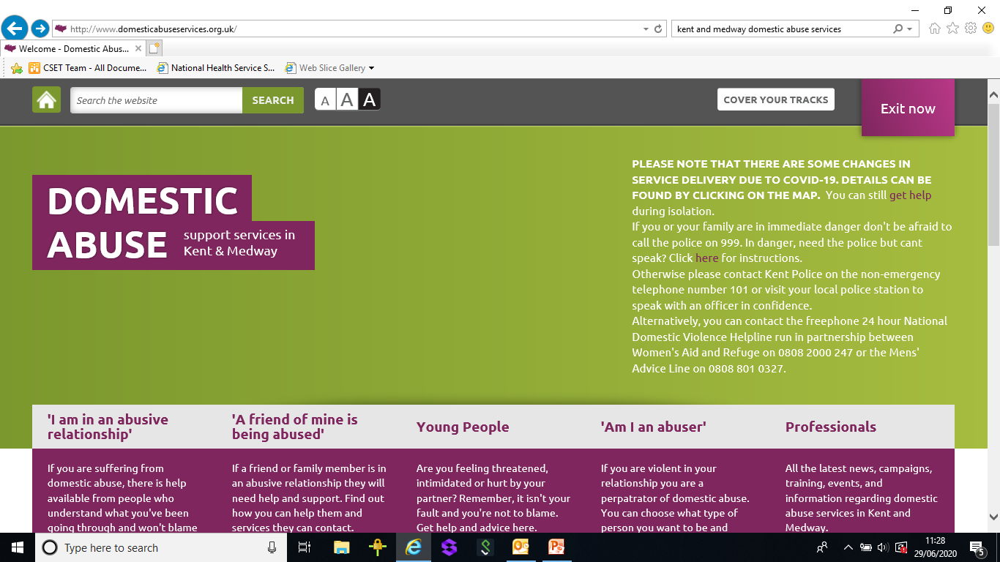 http://www.domesticabuseservices.org.uk/
kent and medway domestic abuse services
Welcome - Domestic Abus...
CSET Team - All Docume...
National Health Service S...
Web Slice Gallery
Search the website
SEARCH
A A A
COVER YOUR TRACKS
Exit now
DOMESTIC
ABUSE
support services in
Kent & Medway
PLEASE NOTE THAT THERE ARE SOME CHANGES IN
SERVICE DELIVERY DUE TO COVID-19. DETAILS CAN BE
FOUND BY CLICKING ON THE MAP. You can still get help
during isolation.
If you or your family are in immediate danger don't be afraid to
call the police on 999. In danger, need the police but cant
speak? Click here for instructions.
Otherwise please contact Kent Police on the non-emergency
telephone number 101 or visit your local police station to
speak with an officer in confidence.
Alternatively, you can contact the freephone 24 hour National
Domestic Violence Helpline run in partnership between
Women's Aid and Refuge on 0808 2000 247 or the Mens'
Advice Line on 0808 801 0327.
'I am in an abusive
relationship'
If you are suffering from
domestic abuse, there is help
available from people who
understand what you've been
going through and won't blame
'A friend of mine is
being abused'
If a friend or family member is in
an abusive relationship they will
need help and support. Find out
how you can help them and
services they can contact.
Young People
Are you feeling threatened,
intimidated or hurt by your
partner? Remember, it isn't your
fault and you're not to blame.
Get help and advice here.
'Am I an abuser'
If you are violent in your
relationship you are a
perpatrator of domestic abuse.
You can choose what type of
person you want to be and
Professionals
All the latest news, campaigns,
training, events, and
information regarding domestic
abuse services in Kent and
Medway.
Type here to search
11:28
29/06/2020
5